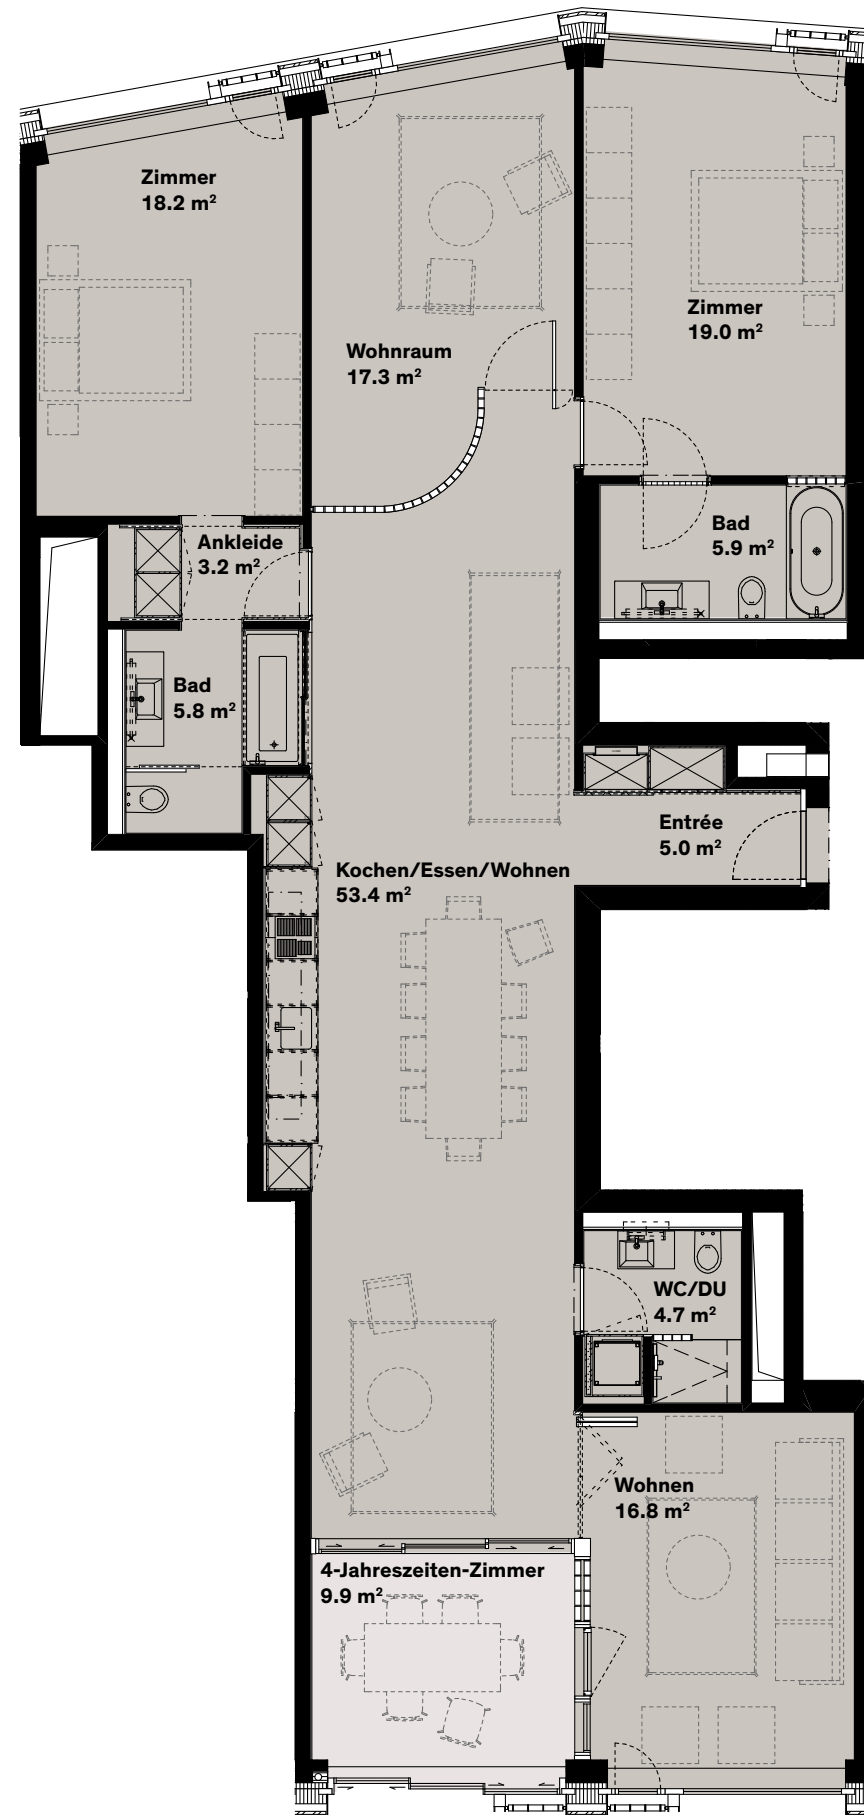 Zimmer
18.2 m²
Wohnraum
17.3 m²
Zimmer
19.0 m²
Ankleide
3.2 m²
Bad
5.9 m²
Bad
5.8 m²
Entrée
5.0 m²
Kochen/Essen/Wohnen
53.4 m²
WC/DU
4.7 m²
Wohnen
16.8 m²
4-Jahreszeiten-Zimmer
9.9 m²